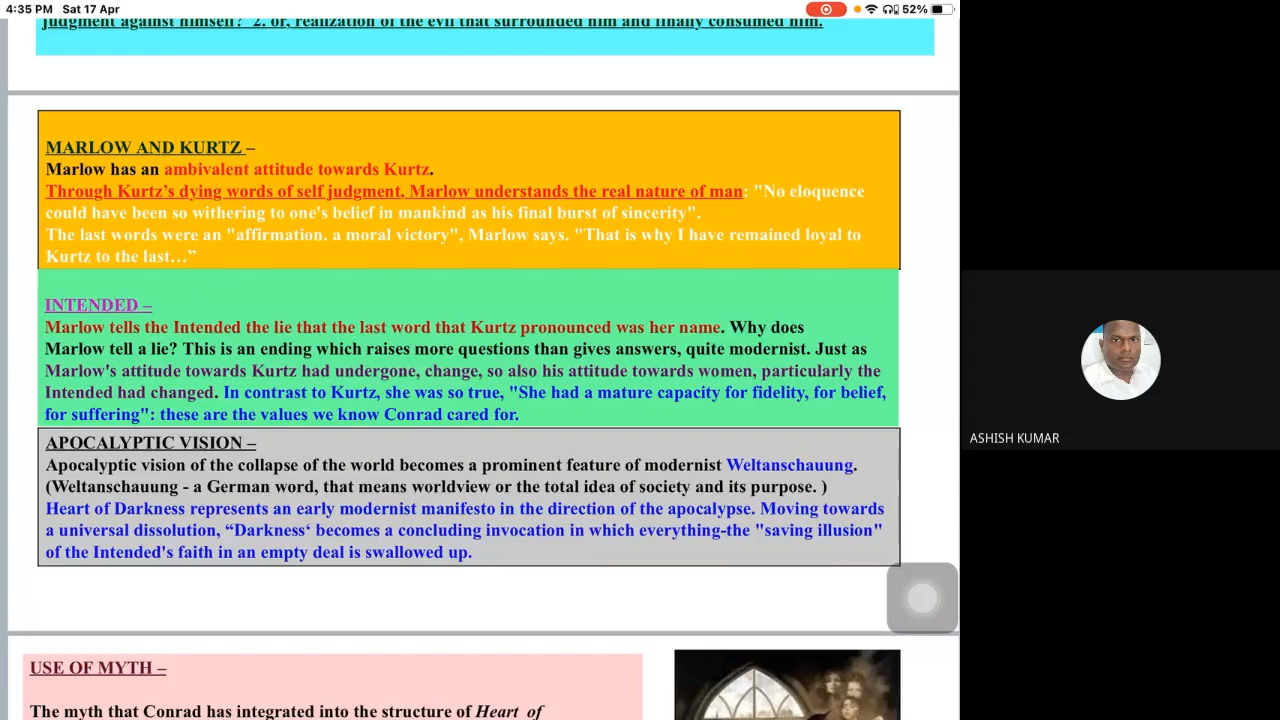 4:35 PM Sat 17 Apr
52%
judgment against himself? 2. or, realization of the evil that surrounded him and finally consumed him.
MARLOW AND KURTZ –
Marlow has an ambivalent attitude towards Kurtz.
Through Kurtz’s dying words of self judgment, Marlow understands the real nature of man: "No eloquence
could have been so withering to one's belief in mankind as his final burst of sincerity".
The last words were an "affirmation. a moral victory", Marlow says. "That is why I have remained loyal to
Kurtz to the last…”
INTENDED –
Marlow tells the Intended the lie that the last word that Kurtz pronounced was her name. Why does
Marlow tell a lie? This is an ending which raises more questions than gives answers, quite modernist. Just as
Marlow's attitude towards Kurtz had undergone, change, so also his attitude towards women, particularly the
Intended had changed. In contrast to Kurtz, she was so true, "She had a mature capacity for fidelity, for belief,
for suffering": these are the values we know Conrad cared for.
APOCALYPTIC VISION –
Apocalyptic vision of the collapse of the world becomes a prominent feature of modernist Weltanschauung.
(Weltanschauung - a German word, that means worldview or the total idea of society and its purpose. )
Heart of Darkness represents an early modernist manifesto in the direction of the apocalypse. Moving towards
a universal dissolution, “Darkness‘ becomes a concluding invocation in which everything-the "saving illusion"
of the Intended's faith in an empty deal is swallowed up.
ASHISH KUMAR
USE OF MYTH –
The myth that Conrad has integrated into the structure of Heart of